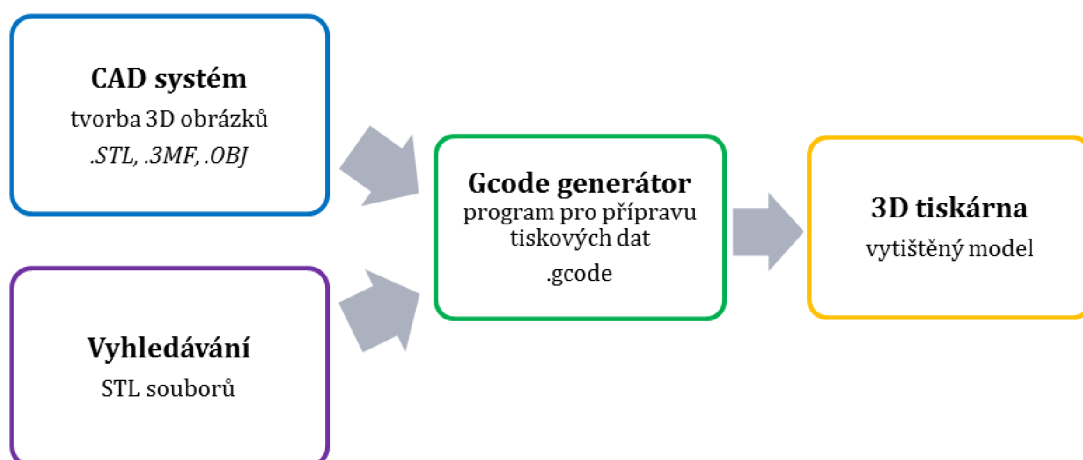 CAD systém
tvorba 3D obrázků
.STL, .3MF, .OBJ
Vyhledávání
STL souborů
Gcode generátor
program pro přípravu
tiskových dat
.gcode
3D tiskárna
vytištěný model